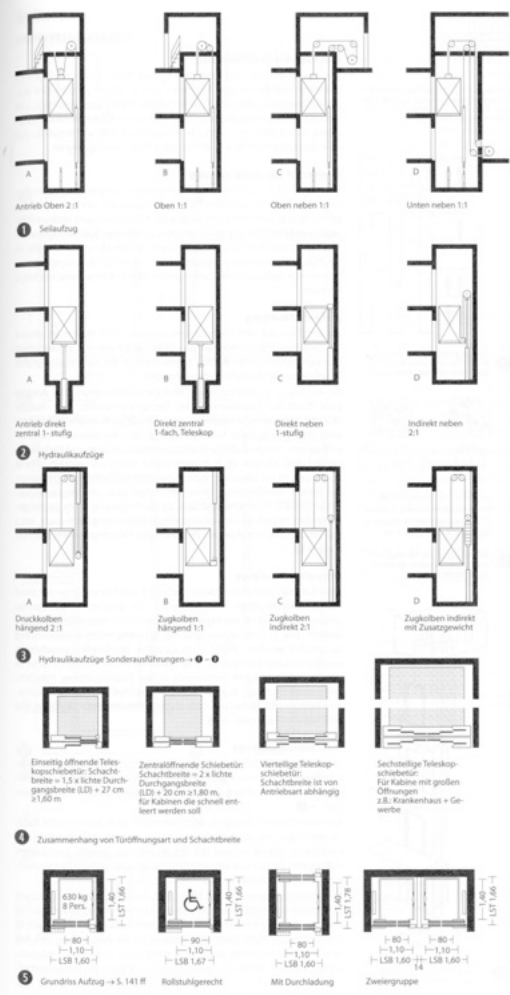 A
B
C
D
Antrieb Oben 2 :1
Oben 1:1
Oben neben 1:1
Unten neben 1:1
1 Seilaufzug
A
B
C
D
Antrieb direkt
zentral 1- stufig
Direkt zentral
1-fach, Teleskop
Direkt neben
1-stufig
Indirekt neben
2:1
2 Hydraulikaufzüge
A
B
C
D
Druckkolben
hängend 2 :1
Zugkolben
hängend 1:1
Zugkolben
indirekt 2:1
Zugkolben indirekt
mit Zusatzgewicht
3 Hydraulikaufzüge Sonderausführungen→
Einseitig öffnende Teles-
kopschiebetür: Schacht-
breite = 1,5 x lichte Durch-
gangsbreite (LD) + 27 cm
≥1,60 m
Zentralöffnende Schiebetür:
Schachtbreite = 2 x lichte
Durchgangsbreite
(LD) + 20 cm ≥1,80 m,
für Kabinen die schnell ent-
leert werden soll
Vierteilige Teleskop-
schiebetür:
Schachtbreite ist von
Antriebsart abhängig
Sechsteilige Teleskop-
schiebetür:
Für Kabine mit großen
Öffnungen
z.B.: Krankenhaus + Ge-
werbe
4 Zusammenhang von Türöffnungsart und Schachtbreite
630 kg
8 Pers.
1,40
LST 1,66
80
1,10
LSB 1,60
1,40
LST 1,66
90
1,10
LSB 1,67
1,40
LST 1,78
80
1,10
LSB 1,60
1,40
LST 1,66
80
80
1,10
1,10
LSB 1,60
LSB 1,60
14
5 Grundriss Aufzug → S. 141 ff
Rollstuhlgerecht
Mit Durchladung
Zweiergruppe